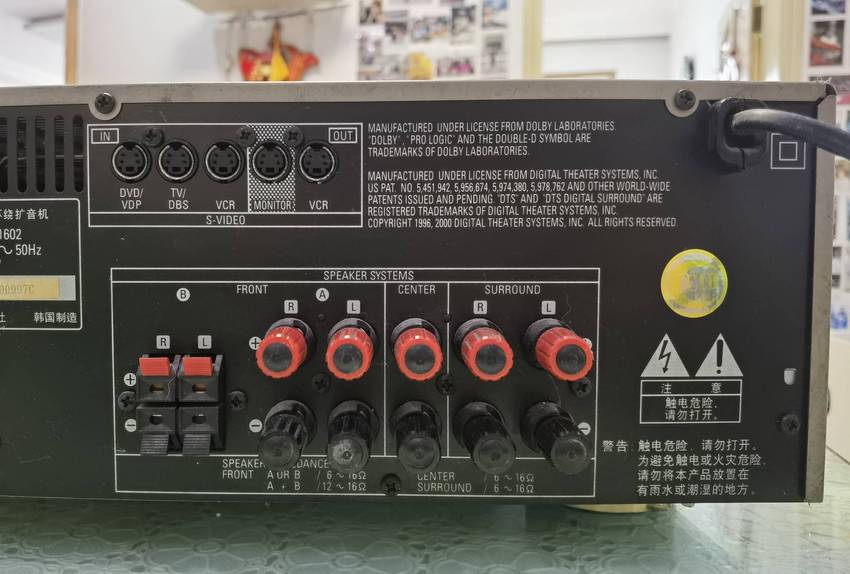 IN
OUT
DVD/
VDP
TV/
DBS
VCR
MONITOR
VCR
S-VIDEO
MANUFACTURED UNDER LICENSE FROM DOLBY LABORATORIES.
"DOLBY", "PRO LOGIC" AND THE DOUBLE-D SYMBOL ARE
TRADEMARKS OF DOLBY LABORATORIES.
MANUFACTURED UNDER LICENSE FROM DIGITAL THEATER SYSTEMS, INC.
US PAT. NO. 5,451,942, 5,956,674, 5,974,380, 5,978,762 AND OTHER WORLD-WIDE
PATENTS ISSUED AND PENDING. "DTS" AND "DTS DIGITAL SURROUND" ARE
REGISTERED TRADEMARKS OF DIGITAL THEATER SYSTEMS, INC.
COPYRIGHT 1996, 2000 DIGITAL THEATER SYSTEMS, INC. ALL RIGHTS RESERVED.
绕扩音机
1602
～ 50Hz
00997C
社 韩国制造
SPEAKER SYSTEMS
B FRONT A
CENTER
SURROUND
R L
R L
R L
+ +
− − −
SPEAKER
FRONT A OR B / 6 ～ 16Ω
A + B / 12 ～ 16Ω
CENTER / 6 ～ 16Ω
SURROUND / 6 ～ 16Ω
注 意
触电危险,
请勿打开。
警告: 触电危险, 请勿打开。
为避免触电或火灾危险,
请勿将本产品放置在
有雨水或潮湿的地方。